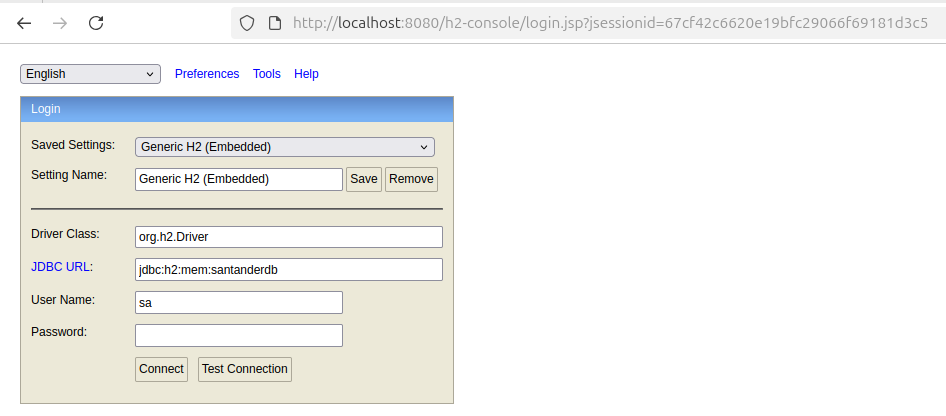 http://localhost:8080/h2-console/login.jsp?jsessionid=67cf42c6620e19bfc29066f69181d3c5
English Preferences Tools Help
Login
Saved Settings: Generic H2 (Embedded)
Setting Name: Generic H2 (Embedded) Save Remove
Driver Class: org.h2.Driver
JDBC URL: jdbc:h2:mem:santanderdb
User Name: sa
Password:
Connect Test Connection